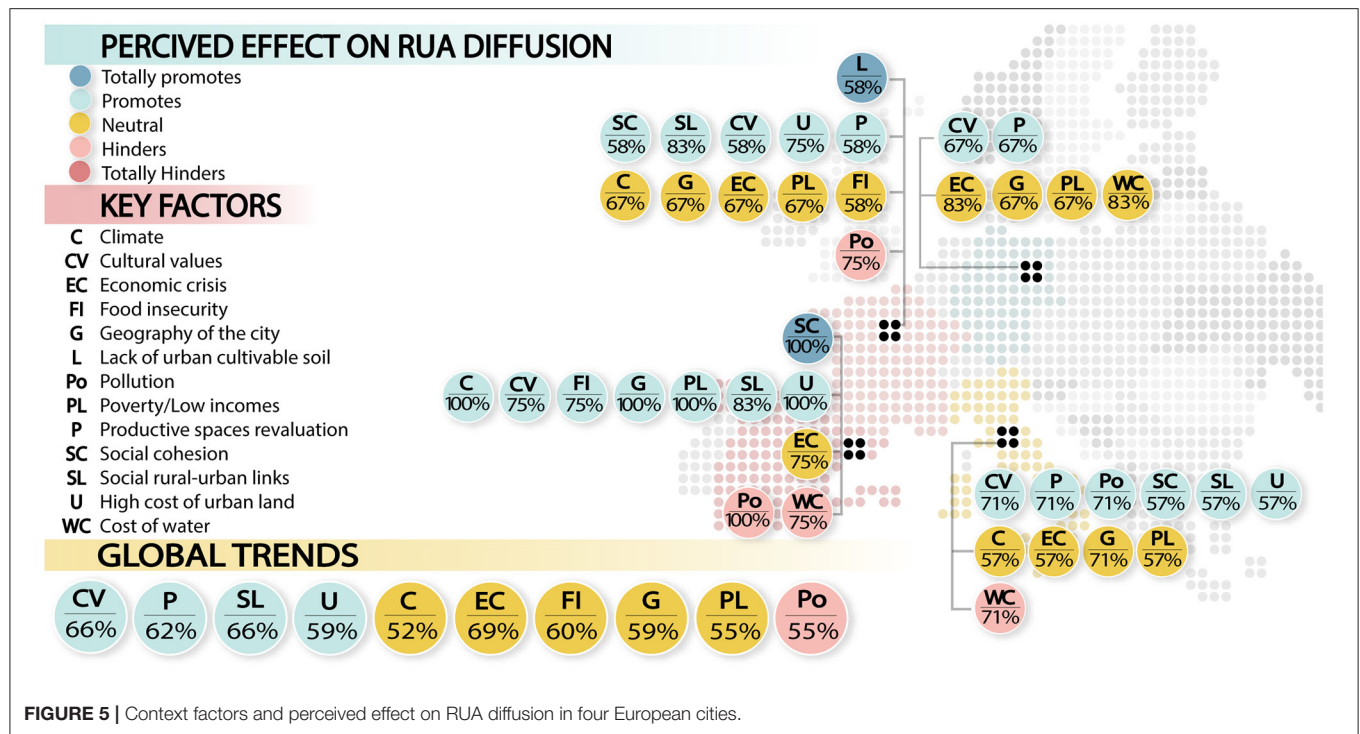 PERCIVED EFFECT ON RUA DIFFUSION
Totally promotes
Promotes
Neutral
Hinders
Totally Hinders
KEY FACTORS
C Climate
CV Cultural values
EC Economic crisis
FI Food insecurity
G Geography of the city
L Lack of urban cultivable soil
Po Pollution
PL Poverty/Low incomes
P Productive spaces revaluation
SC Social cohesion
SL Social rural-urban links
U High cost of urban land
WC Cost of water
L
58%
SC SL CV U P
58% 83% 58% 75% 58%
C G EC PL FI
67% 67% 67% 67% 58%
Po
75%
CV P
67% 67%
EC G PL WC
83% 67% 67% 83%
SC
100%
C CV FI G PL SL U
100% 75% 75% 100% 100% 83% 100%
EC
75%
Po WC
100% 75%
CV P Po SC SL U
71% 71% 71% 57% 57% 57%
C EC G PL
57% 57% 71% 57%
WC
71%
GLOBAL TRENDS
CV P SL U C EC FI G PL Po
66% 62% 66% 59% 52% 69% 60% 59% 55% 55%
FIGURE 5 | Context factors and perceived effect on RUA diffusion in four European cities.